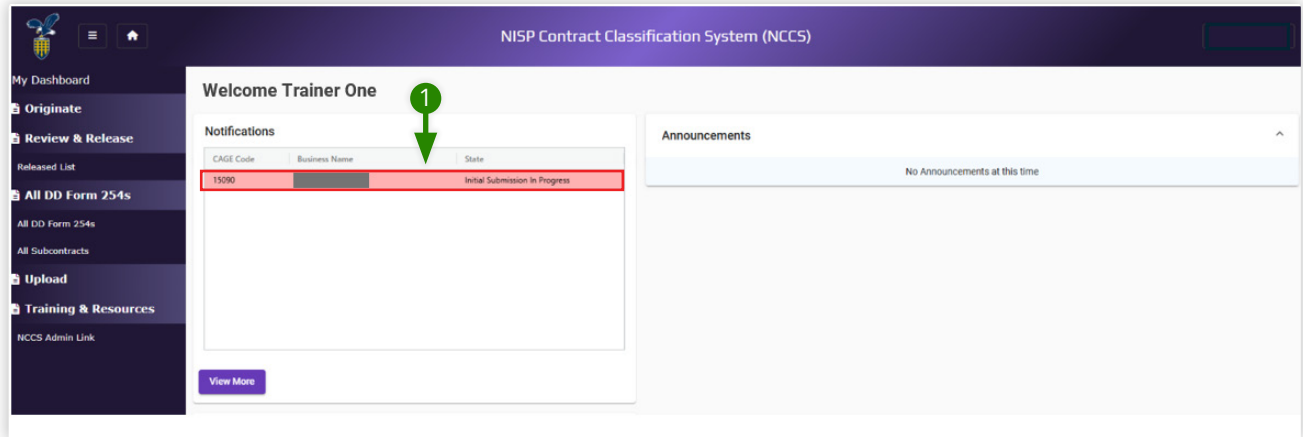 NISP Contract Classification System (NCCS)
My Dashboard
Originate
Review & Release
Released List
All DD Form 254s
All DD Form 254s
All Subcontracts
Upload
Training & Resources
NCCS Admin Link
Welcome Trainer One
1
Notifications
CAGE Code Business Name State
15090 Initial Submission In Progress
View More
Announcements
No Announcements at this time